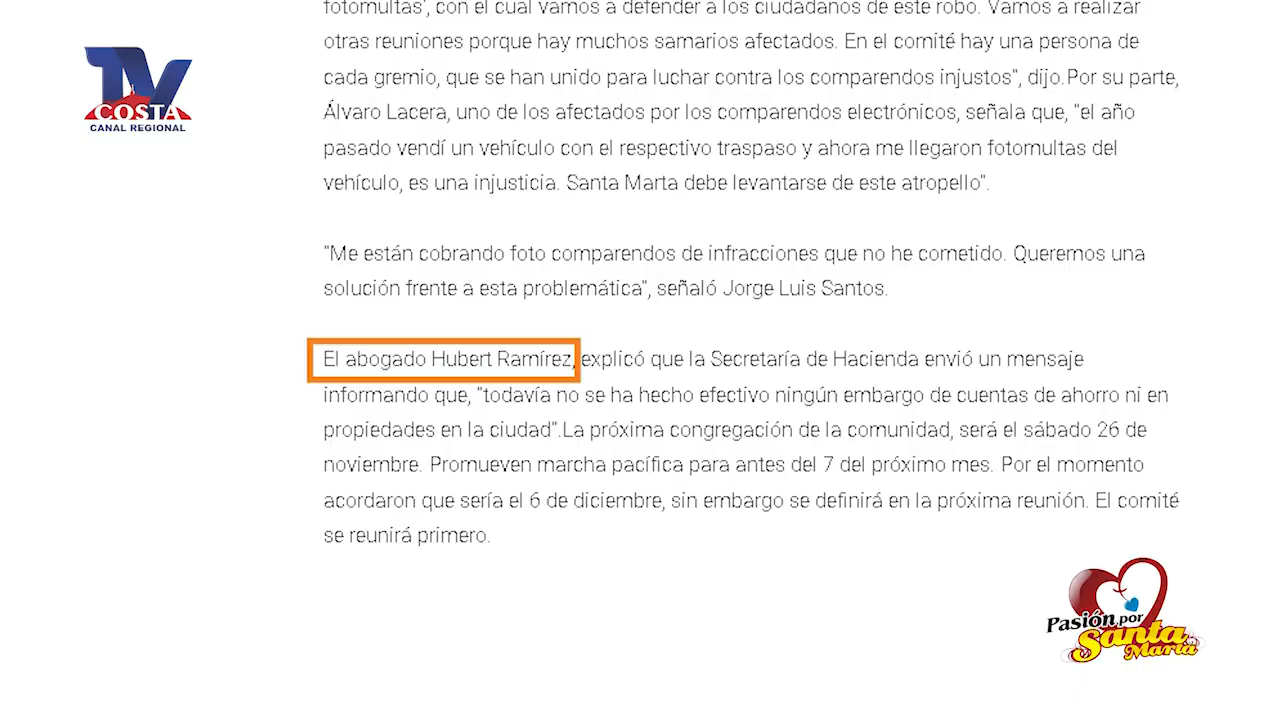 fotomultas', con el cual vamos a defender a los ciudadanos de este robo. Vamos a realizar
otras reuniones porque hay muchos samarios afectados. En el comité hay una persona de
cada gremio, que se han unido para luchar contra los comparendos injustos", dijo.Por su parte,
Álvaro Lacera, uno de los afectados por los comparendos electrónicos, señala que, "el año
pasado vendí un vehículo con el respectivo traspaso y ahora me llegaron fotomultas del
vehículo, es una injusticia. Santa Marta debe levantarse de este atropello".
"Me están cobrando foto comparendos de infracciones que no he cometido. Queremos una
solución frente a esta problemática", señaló Jorge Luis Santos.
El abogado Hubert Ramírez, explicó que la Secretaría de Hacienda envió un mensaje
informando que, "todavía no se ha hecho efectivo ningún embargo de cuentas de ahorro ni en
propiedades en la ciudad".La próxima congregación de la comunidad, será el sábado 26 de
noviembre. Promueven marcha pacífica para antes del 7 del próximo mes. Por el momento
acordaron que sería el 6 de diciembre, sin embargo se definirá en la próxima reunión. El comité
se reunirá primero.
TV
COSTA
CANAL REGIONAL
Pasión por
Santa
Marta